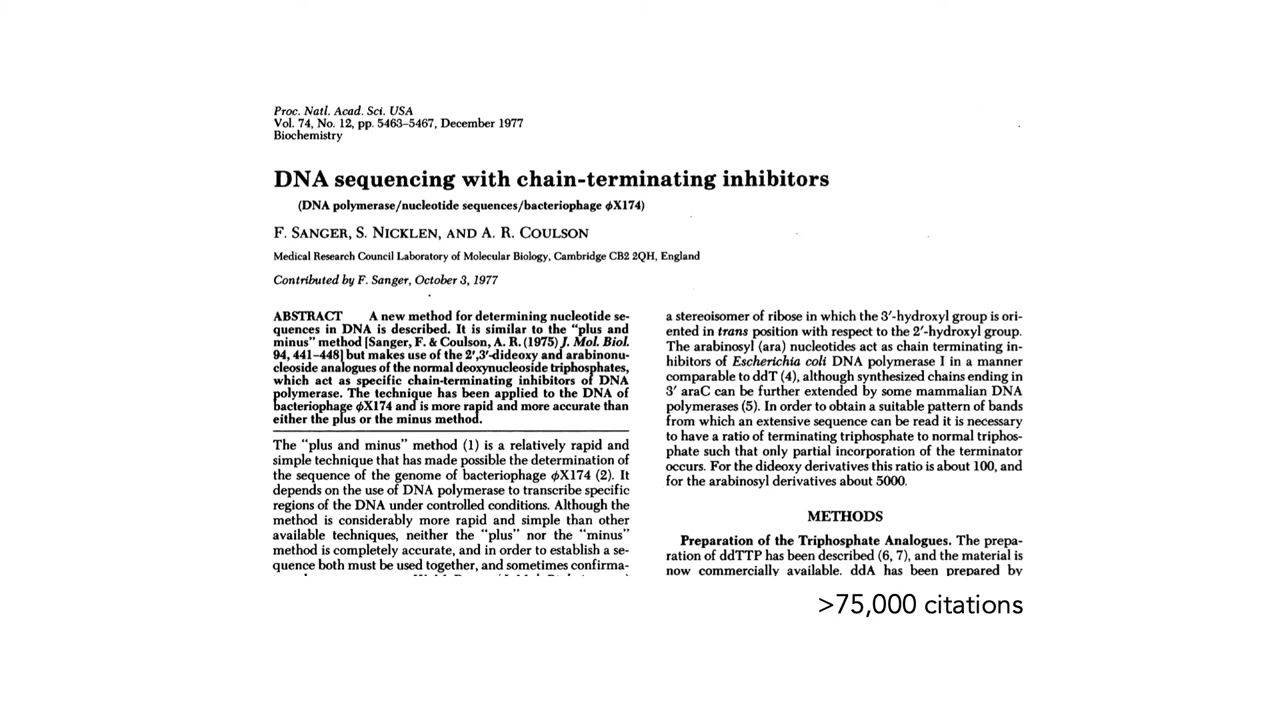 Proc. Natl. Acad. Sci. USA
Vol. 74, No. 12, pp. 5463–5467, December 1977
Biochemistry
DNA sequencing with chain-terminating inhibitors
(DNA polymerase/nucleotide sequences/bacteriophage ϕX174)
F. SANGER, S. NICKLEN, AND A. R. COULSON
Medical Research Council Laboratory of Molecular Biology, Cambridge CB2 2QH, England
Contributed by F. Sanger, October 3, 1977
ABSTRACT A new method for determining nucleotide se-
quences in DNA is described. It is similar to the “plus and
minus” method [Sanger, F. & Coulson, A. R. (1975) J. Mol. Biol.
94, 441–448] but makes use of the 2′,3′-dideoxy and arabinonu-
cleoside analogues of the normal deoxynucleoside triphosphates,
which act as specific chain-terminating inhibitors of DNA
polymerase. The technique has been applied to the DNA of
bacteriophage ϕX174 and is more rapid and more accurate than
either the plus or the minus method.
The “plus and minus” method (1) is a relatively rapid and
simple technique that has made possible the determination of
the sequence of the genome of bacteriophage ϕX174 (2). It
depends on the use of DNA polymerase to transcribe specific
regions of the DNA under controlled conditions. Although the
method is considerably more rapid and simple than other
available techniques, neither the “plus” nor the “minus”
method is completely accurate, and in order to establish a se-
quence both must be used together, and sometimes confirma-
a stereoisomer of ribose in which the 3′-hydroxyl group is ori-
ented in trans position with respect to the 2′-hydroxyl group.
The arabinosyl (ara) nucleotides act as chain terminating in-
hibitors of Escherichia coli DNA polymerase I in a manner
comparable to ddT (4), although synthesized chains ending in
3′ araC can be further extended by some mammalian DNA
polymerases (5). In order to obtain a suitable pattern of bands
from which an extensive sequence can be read it is necessary
to have a ratio of terminating triphosphate to normal triphos-
phate such that only partial incorporation of the terminator
occurs. For the dideoxy derivatives this ratio is about 100, and
for the arabinosyl derivatives about 5000.
METHODS
Preparation of the Triphosphate Analogues. The prepa-
ration of ddTTP has been described (6, 7), and the material is
now commercially available. ddA has been prepared by
>75,000 citations